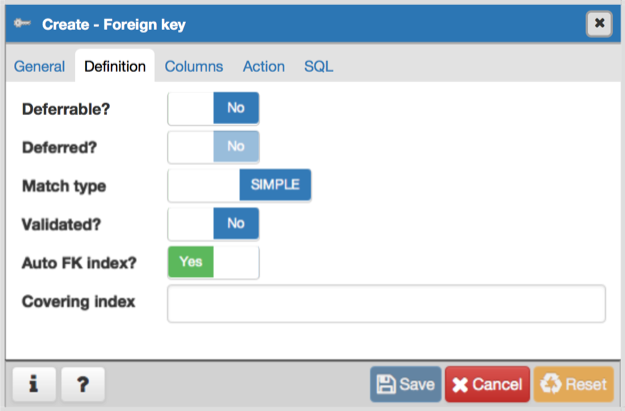 Create - Foreign key
General Definition Columns Action SQL
Deferrable? No
Deferred? No
Match type SIMPLE
Validated? No
Auto FK index? Yes
Covering index
i ? Save Cancel Reset